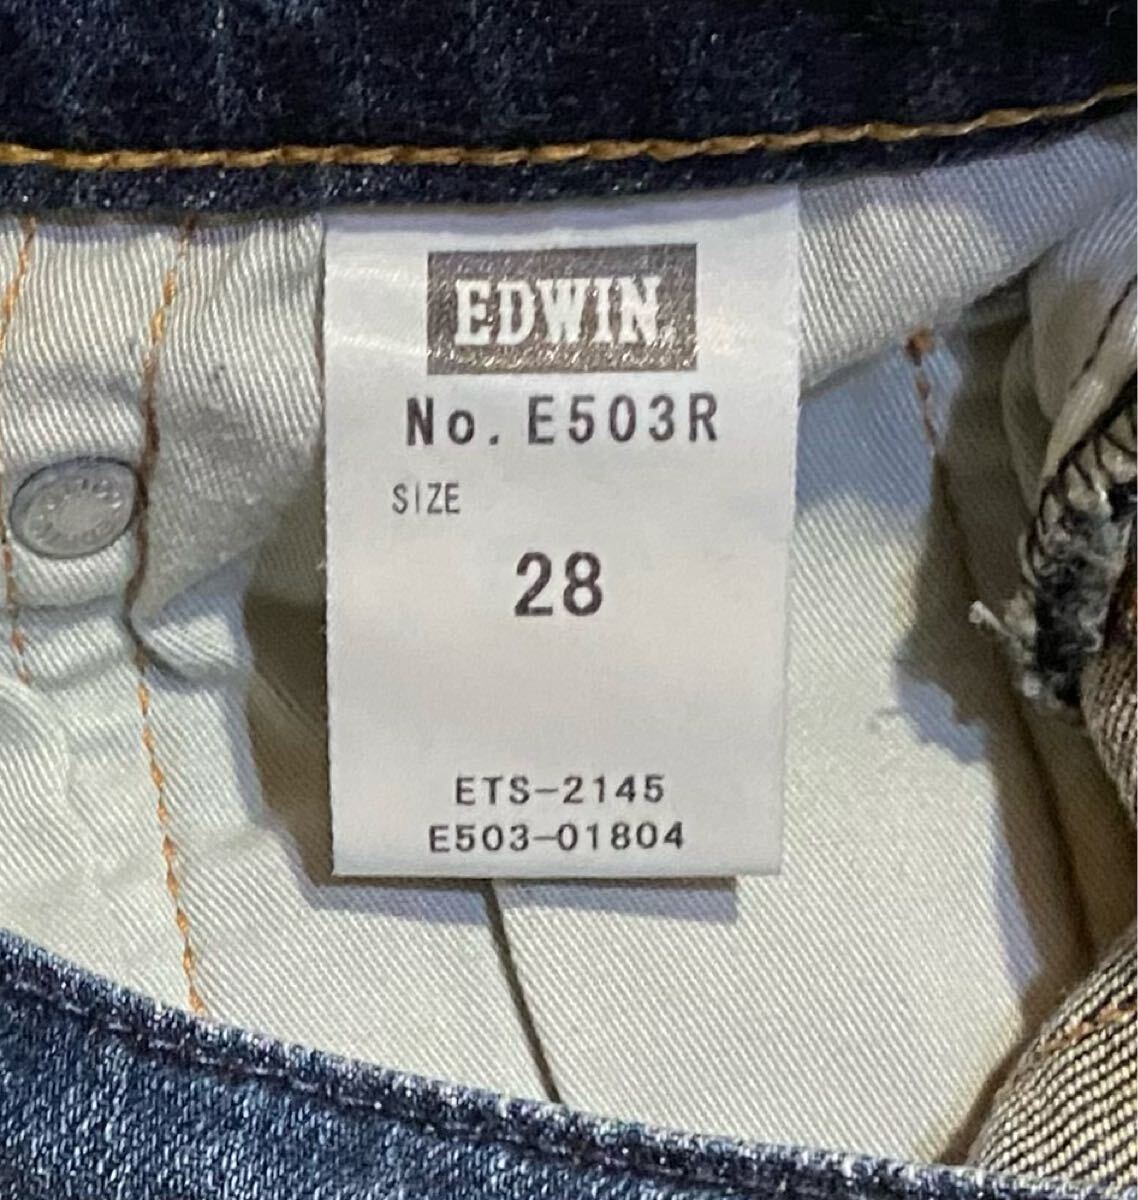 EDWIN
No. E503R
SIZE
28
ETS-2145
E503-01804